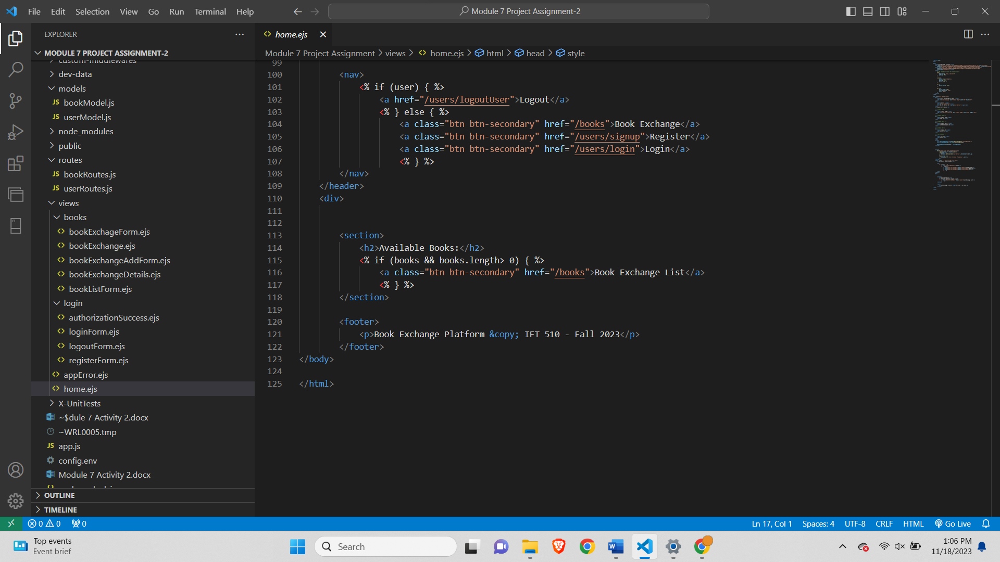 File Edit Selection View Go Run Terminal Help
Module 7 Project Assignment-2
EXPLORER
MODULE 7 PROJECT ASSIGNMENT-2
custom-middlewares
dev-data
models
JS bookModel.js
JS userModel.js
node_modules
public
routes
JS bookRoutes.js
JS userRoutes.js
views
books
<> bookExchageForm.ejs
<> bookExchange.ejs
<> bookExchangeAddForm.ejs
<> bookExchangeDetails.ejs
<> bookListForm.ejs
login
<> authorizationSuccess.ejs
<> loginForm.ejs
<> logoutForm.ejs
<> registerForm.ejs
<> appError.ejs
<> home.ejs
X-UnitTests
~$dule 7 Activity 2.docx
~WRL0005.tmp
JS app.js
config.env
Module 7 Activity 2.docx
OUTLINE
TIMELINE
<> home.ejs
Module 7 Project Assignment > views > <> home.ejs > html > head > style
99
100 <nav>
101 <% if (user) { %>
102 <a href="/users/logoutUser">Logout</a>
103 <% } else { %>
104 <a class="btn btn-secondary" href="/books">Book Exchange</a>
105 <a class="btn btn-secondary" href="/users/signup">Register</a>
106 <a class="btn btn-secondary" href="/users/login">Login</a>
107 <% } %>
108 </nav>
109 </header>
110 <div>
111
112
113 <section>
114 <h2>Available Books:</h2>
115 <% if (books && books.length> 0) { %>
116 <a class="btn btn-secondary" href="/books">Book Exchange List</a>
117 <% } %>
118 </section>
119
120 <footer>
121 <p>Book Exchange Platform &copy; IFT 510 - Fall 2023</p>
122 </footer>
123 </body>
124
125 </html>
0 0 0
Ln 17, Col 1 Spaces: 4 UTF-8 CRLF HTML Go Live
Top events
Event brief
Search
1:06 PM
11/18/2023